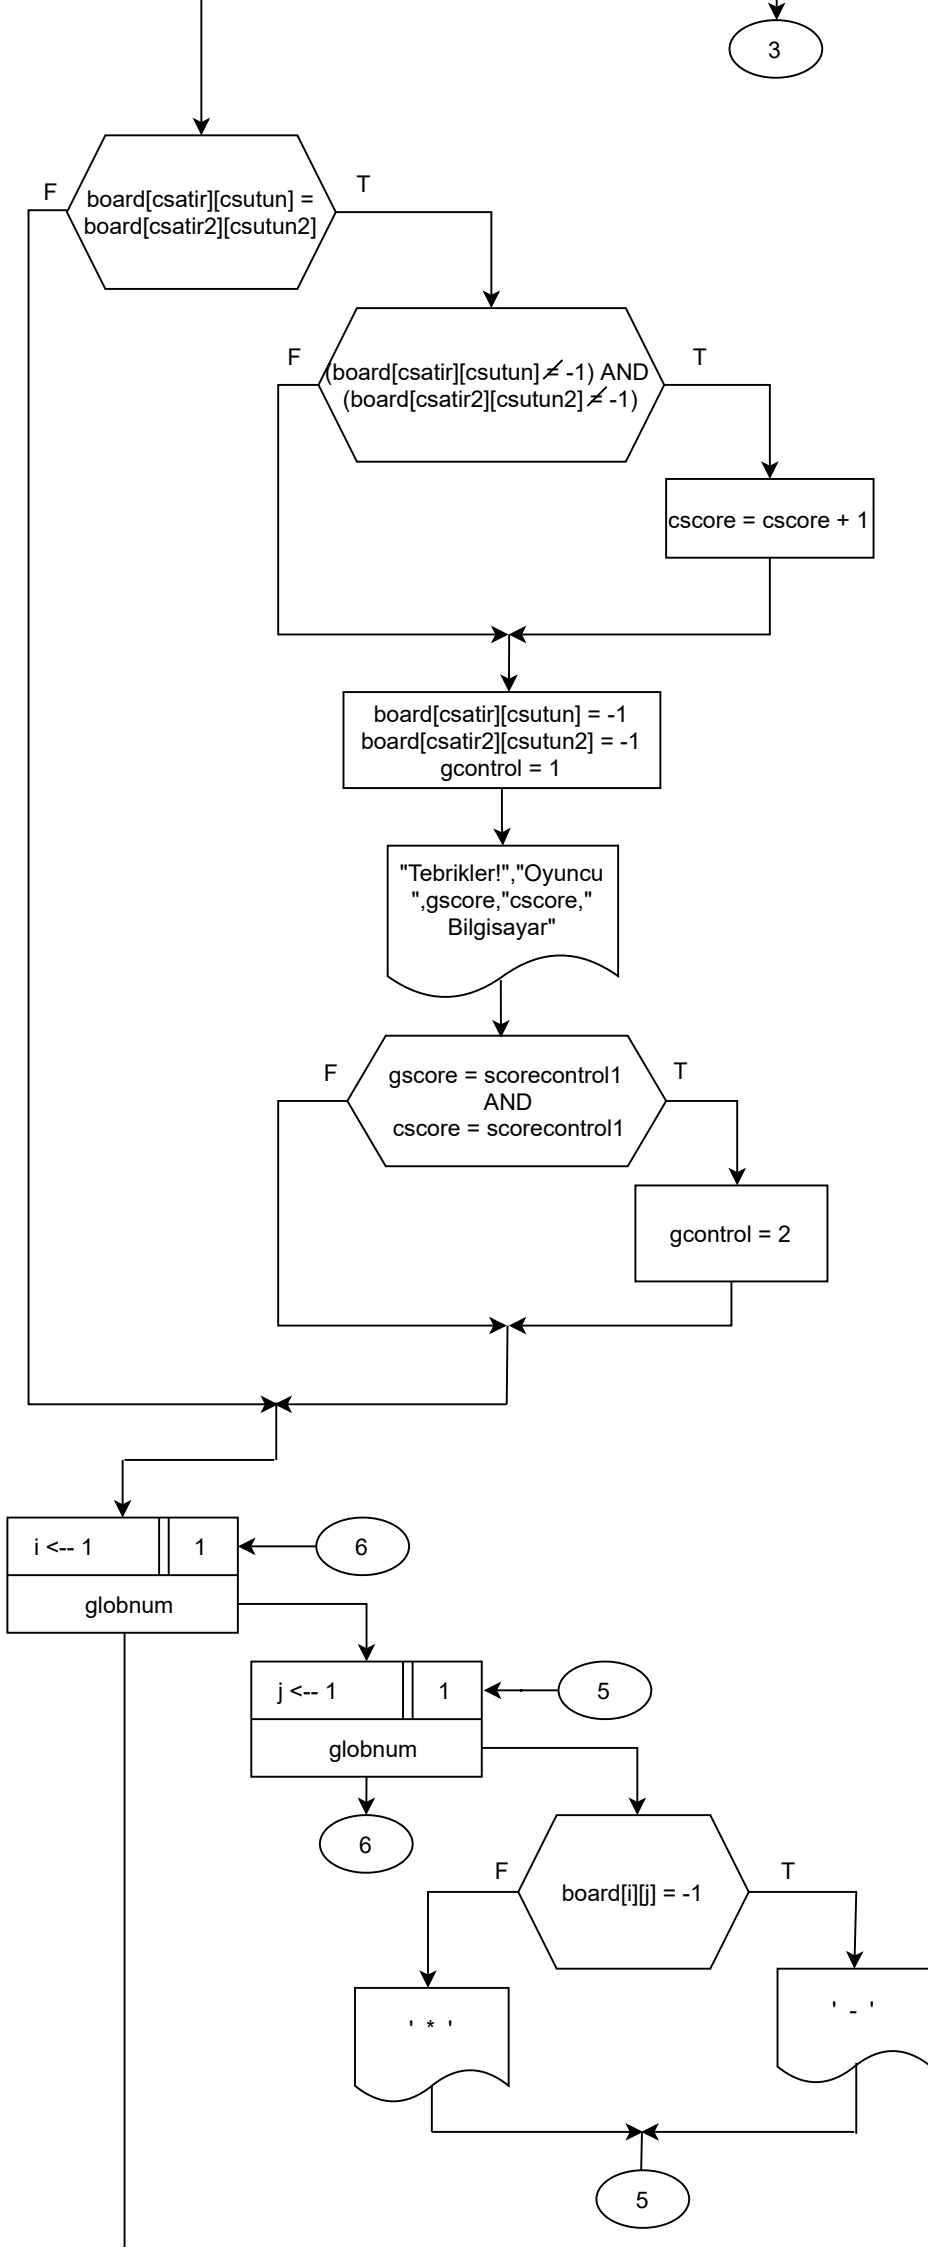 3
F
T
board[csatir][csutun] =
board[csatir2][csutun2]
F
T
(board[csatir][csutun] ≠ -1) AND
(board[csatir2][csutun2] ≠ -1)
cscore = cscore + 1
board[csatir][csutun] = -1
board[csatir2][csutun2] = -1
gcontrol = 1
"Tebrikler!","Oyuncu
",gscore,"cscore,"
Bilgisayar"
F
T
gscore = scorecontrol1
AND
cscore = scorecontrol1
gcontrol = 2
i <-- 1
1
6
globnum
j <-- 1
1
5
globnum
6
F
T
board[i][j] = -1
' * '
' - '
5